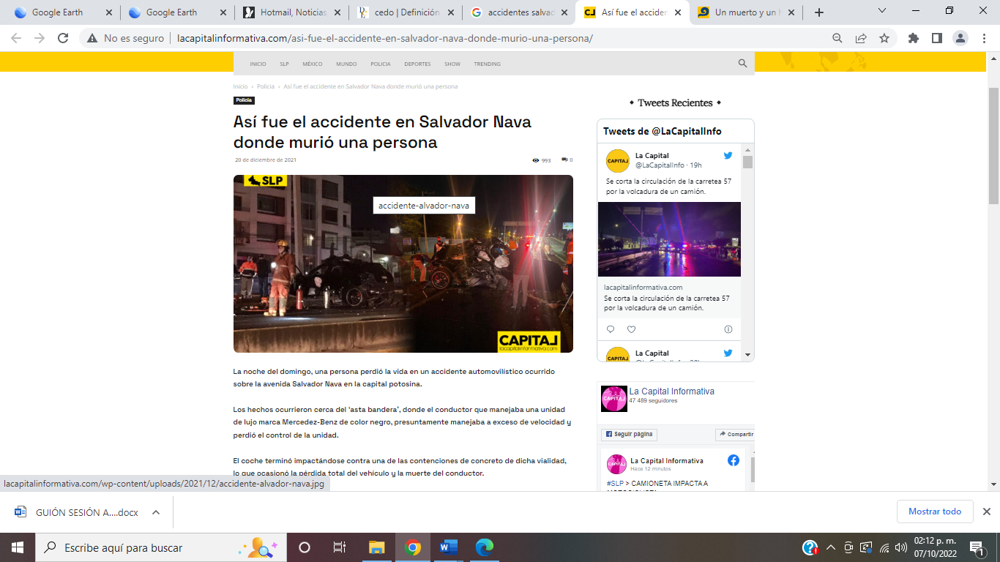 Google Earth
Google Earth
Hotmail, Noticias,
cedo | Definición
accidentes salvad
Así fue el acciden
Un muerto y un h
No es seguro
lacapitalinformativa.com/asi-fue-el-accidente-en-salvador-nava-donde-murio-una-persona/
INICIO SLP MÉXICO MUNDO POLICIA DEPORTES SHOW TRENDING
Inicio › Policia › Así fue el accidente en Salvador Nava donde murió una persona
Policia
Así fue el accidente en Salvador Nava
donde murió una persona
20 de diciembre de 2021
993
0
SLP
accidente-alvador-nava
CAPITAL
lacapitalinformativa.com
La noche del domingo, una persona perdió la vida en un accidente automovilístico ocurrido
sobre la avenida Salvador Nava en la capital potosina.
Los hechos ocurrieron cerca del 'asta bandera', donde el conductor que manejaba una unidad
de lujo marca Mercedez-Benz de color negro, presuntamente manejaba a exceso de velocidad y
perdió el control de la unidad.
El coche terminó impactándose contra una de las contenciones de concreto de dicha vialidad,
lo que ocasionó la pérdida total del vehículo y la muerte del conductor.
Tweets Recientes
Tweets de @LaCapitalInfo
CAPITAL
La Capital
@LaCapitalInfo · 19h
Se corta la circulación de la carretea 57
por la volcadura de un camión.
lacapitalinformativa.com
Se corta la circulación de la carretea 57
por la volcadura de un camión.
CAPITAL
La Capital
CAPITAL
La Capital Informativa
47 489 seguidores
Seguir página
Compartir
CAPITAL
La Capital Informativa
Hace 12 minutos
#SLP > CAMIONETA IMPACTA A
lacapitalinformativa.com/wp-content/uploads/2021/12/accidente-alvador-nava.jpg
GUIÓN SESIÓN A....docx
Mostrar todo
Escribe aquí para buscar
02:12 p. m.
07/10/2022
1